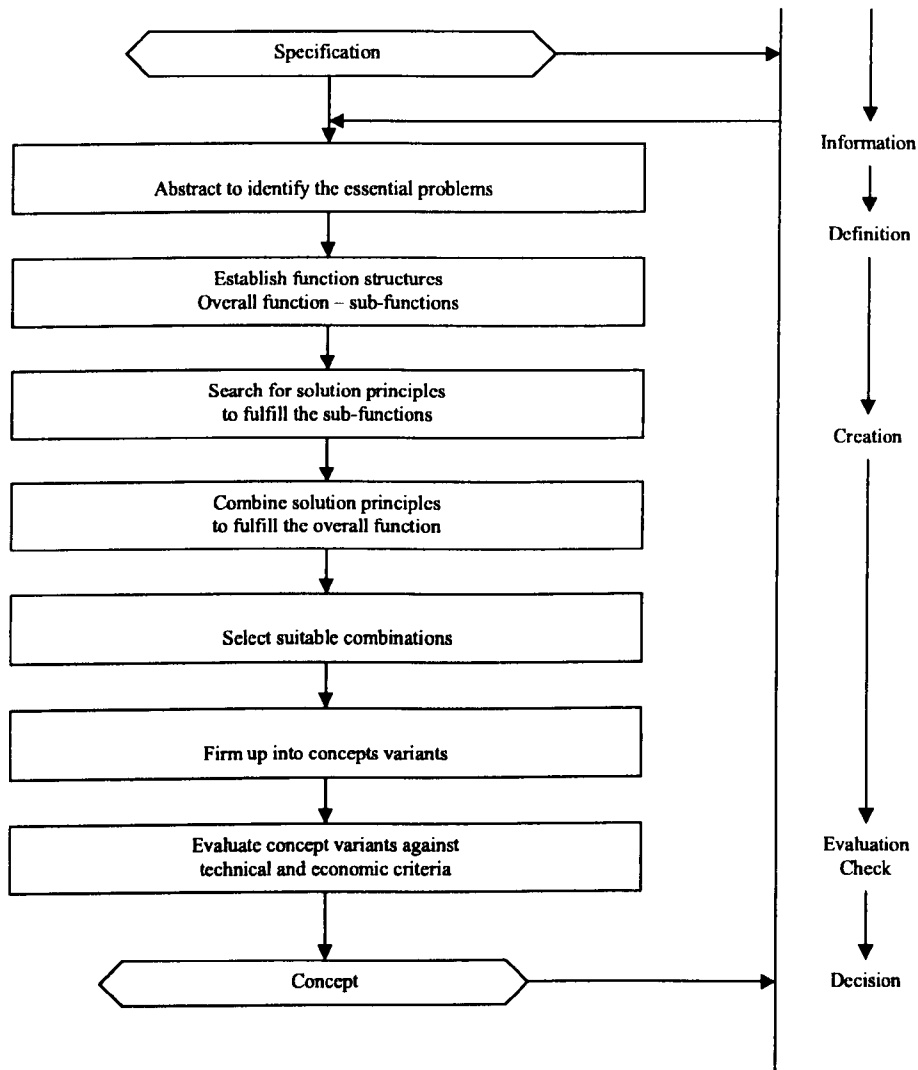 Specification
Information
Abstract to identify the essential problems
Definition
Establish function structures
Overall function – sub-functions
Search for solution principles
to fulfill the sub-functions
Creation
Combine solution principles
to fulfill the overall function
Select suitable combinations
Firm up into concepts variants
Evaluate concept variants against
technical and economic criteria
Evaluation
Check
Concept
Decision